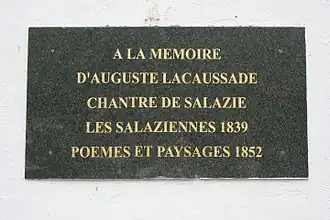 A LA MEMOIRE
D'AUGUSTE LACAUSSADE
CHANTRE DE SALAZIE
LES SALAZIENNES 1839
POEMES ET PAYSAGES 1852